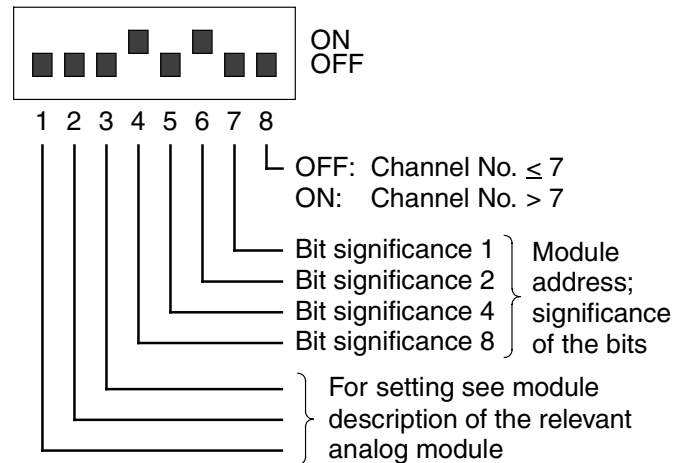 ON
OFF
1 2 3 4 5 6 7 8
OFF: Channel No. ≤ 7
ON: Channel No. > 7
Bit significance 1
Bit significance 2
Bit significance 4
Bit significance 8
Module
address;
significance
of the bits
For setting see module
description of the relevant
analog module